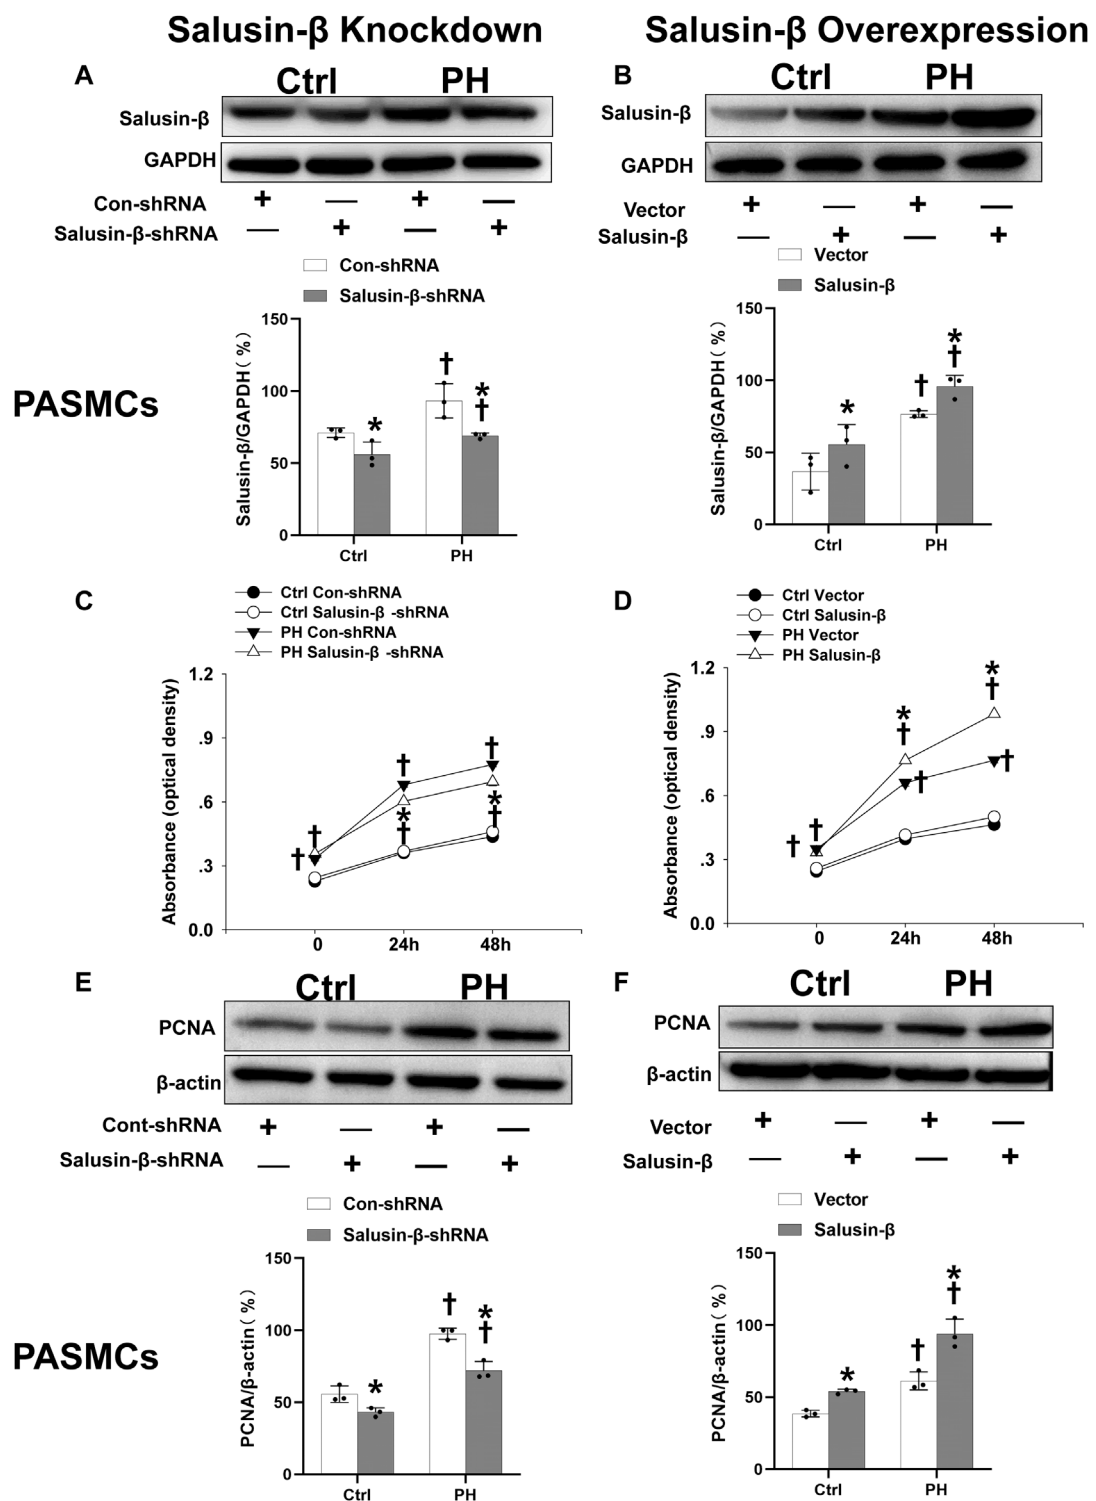 Salusin-β Knockdown
Salusin-β Overexpression
A
Ctrl
PH
Salusin-β
GAPDH
Con-shRNA + — + —
Salusin-β-shRNA — + — +
Con-shRNA
Salusin-β-shRNA
Salusin-β/GAPDH( %)
150
100
50
0
†
*
*
†
Ctrl
PH
B
Ctrl
PH
Salusin-β
GAPDH
Vector + — + —
Salusin-β — + — +
Vector
Salusin-β
Salusin-β/GAPDH( %)
150
100
50
0
*
†
*
†
Ctrl
PH
PASMCs
C
Ctrl Con-shRNA
Ctrl Salusin-β -shRNA
PH Con-shRNA
PH Salusin-β -shRNA
Absorbance (optical density)
1.2
.9
.6
.3
0.0
†
†
†
*
†
†
*
†
0
24h
48h
D
Ctrl Vector
Ctrl Salusin-β
PH Vector
PH Salusin-β
Absorbance (optical density)
1.2
.9
.6
.3
0.0
†
†
*
†
†
*
†
†
0
24h
48h
E
Ctrl
PH
PCNA
β-actin
Cont-shRNA + — + —
Salusin-β-shRNA — + — +
Con-shRNA
Salusin-β-shRNA
PCNA/β-actin( %)
150
100
50
0
*
†
*
†
Ctrl
PH
F
Ctrl
PH
PCNA
β-actin
Vector + — + —
Salusin-β — + — +
Vector
Salusin-β
PCNA/β-actin( %)
150
100
50
0
*
†
*
†
Ctrl
PH
PASMCs